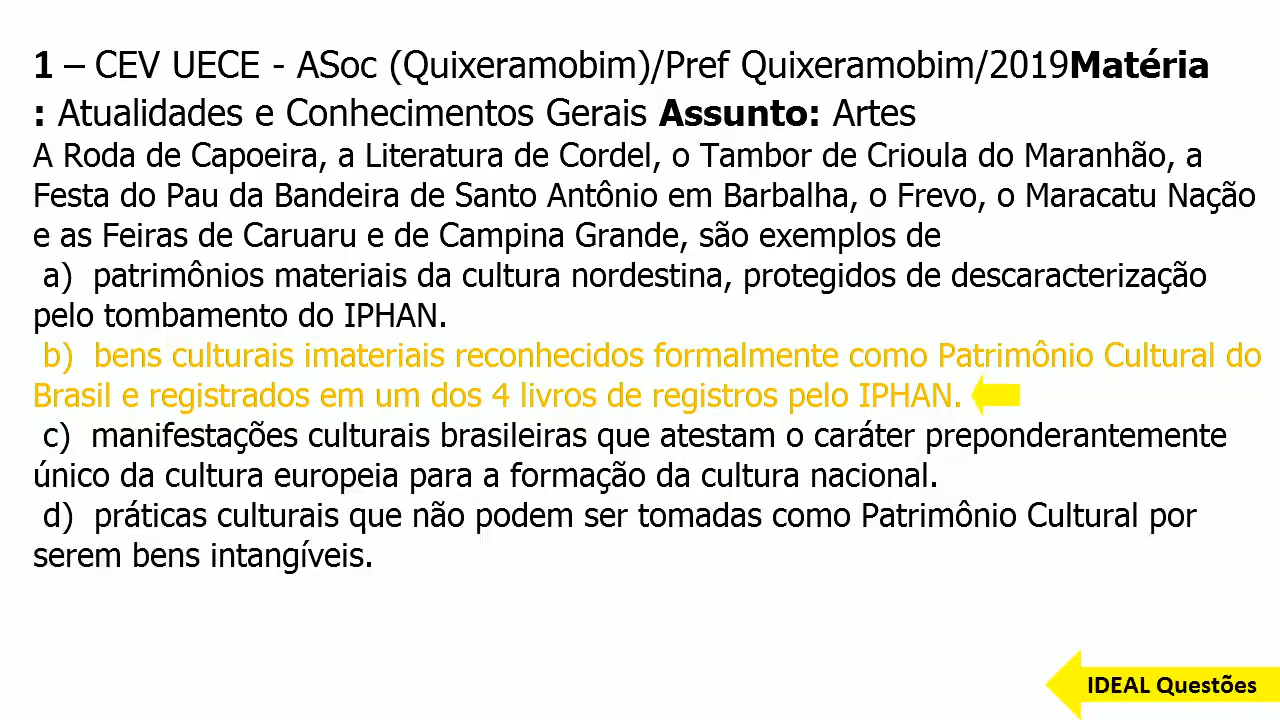 1 – CEV UECE - ASoc (Quixeramobim)/Pref Quixeramobim/2019Matéria
: Atualidades e Conhecimentos Gerais Assunto: Artes
A Roda de Capoeira, a Literatura de Cordel, o Tambor de Crioula do Maranhão, a
Festa do Pau da Bandeira de Santo Antônio em Barbalha, o Frevo, o Maracatu Nação
e as Feiras de Caruaru e de Campina Grande, são exemplos de
a) patrimônios materiais da cultura nordestina, protegidos de descaracterização
pelo tombamento do IPHAN.
b) bens culturais imateriais reconhecidos formalmente como Patrimônio Cultural do
Brasil e registrados em um dos 4 livros de registros pelo IPHAN.
c) manifestações culturais brasileiras que atestam o caráter preponderantemente
único da cultura europeia para a formação da cultura nacional.
d) práticas culturais que não podem ser tomadas como Patrimônio Cultural por
serem bens intangíveis.
IDEAL Questões